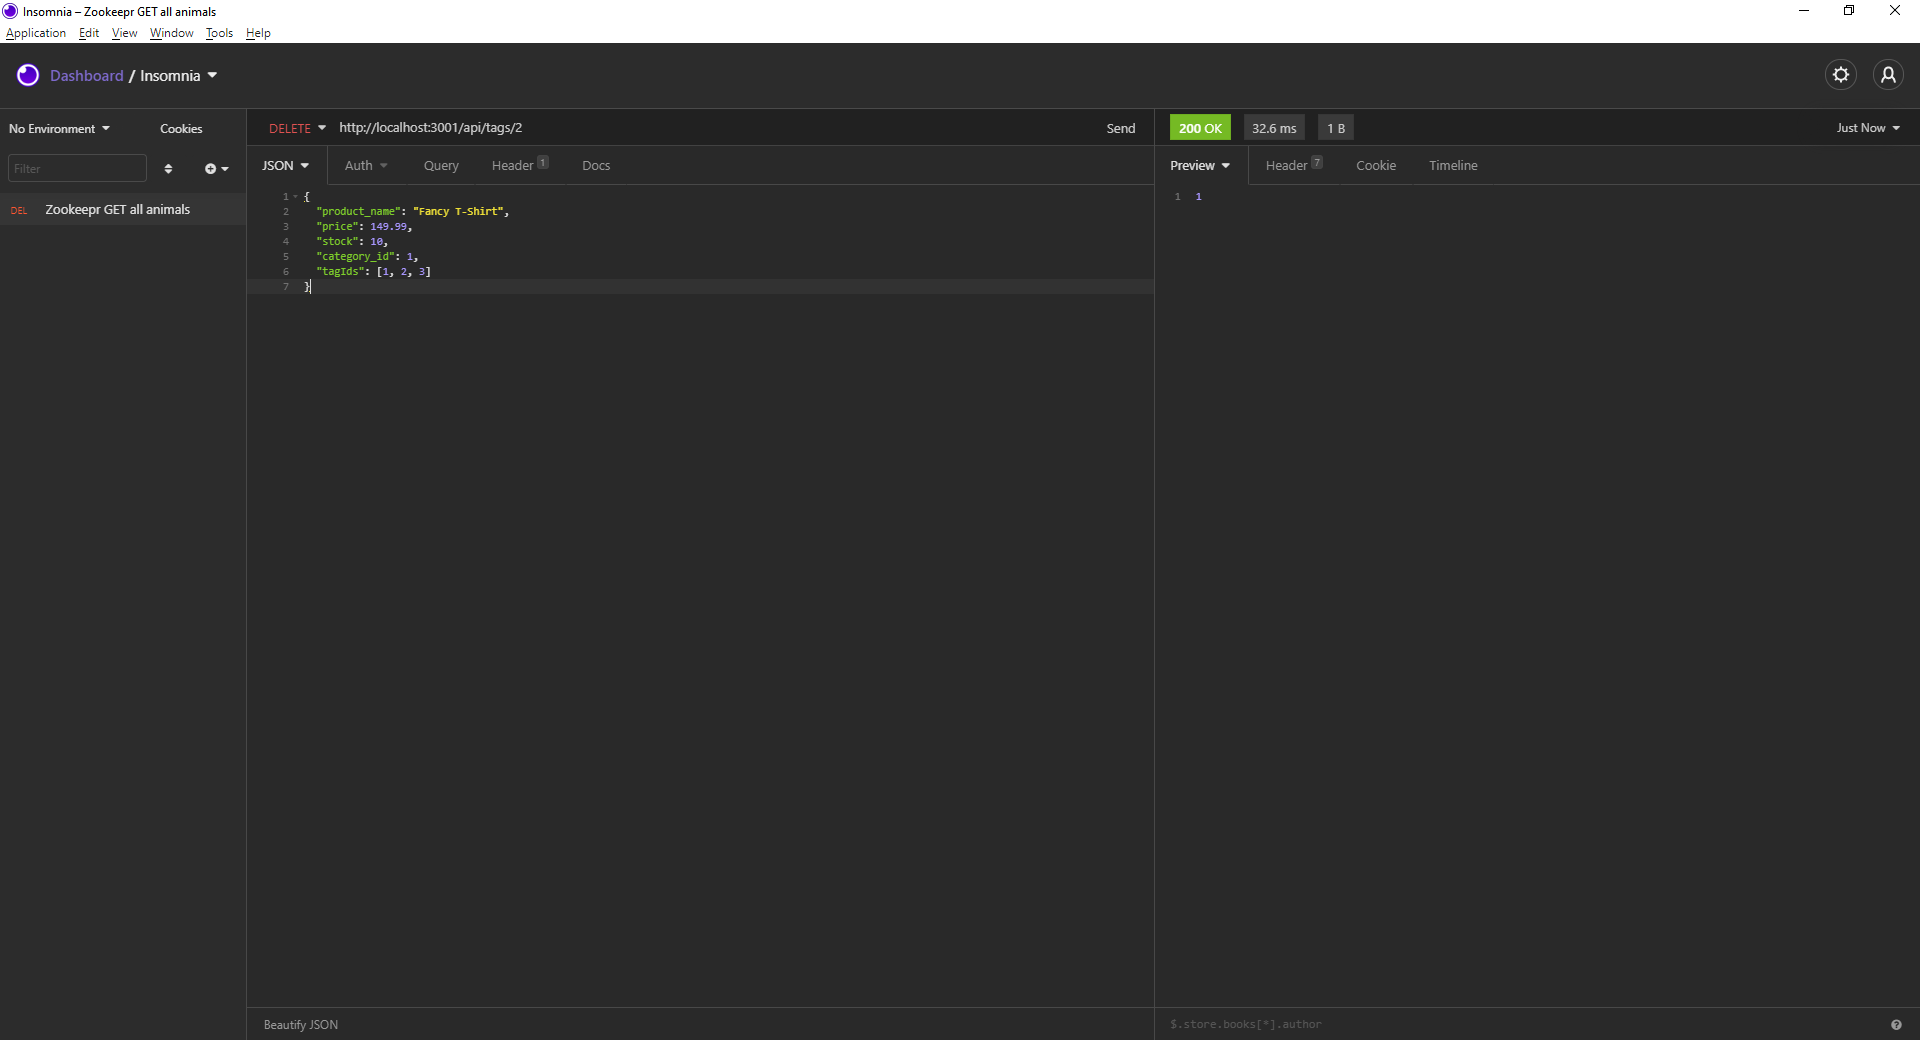 Insomnia – Zookeepr GET all animals
Application Edit View Window Tools Help
Dashboard / Insomnia
No Environment Cookies
Filter
DEL Zookeepr GET all animals
DELETE http://localhost:3001/api/tags/2 Send
JSON Auth Query Header 1 Docs
1 {
2 "product_name": "Fancy T-Shirt",
3 "price": 149.99,
4 "stock": 10,
5 "category_id": 1,
6 "tagIds": [1, 2, 3]
7 }
Beautify JSON
200 OK 32.6 ms 1 B Just Now
Preview Header 7 Cookie Timeline
1 1
$.store.books[*].author ?